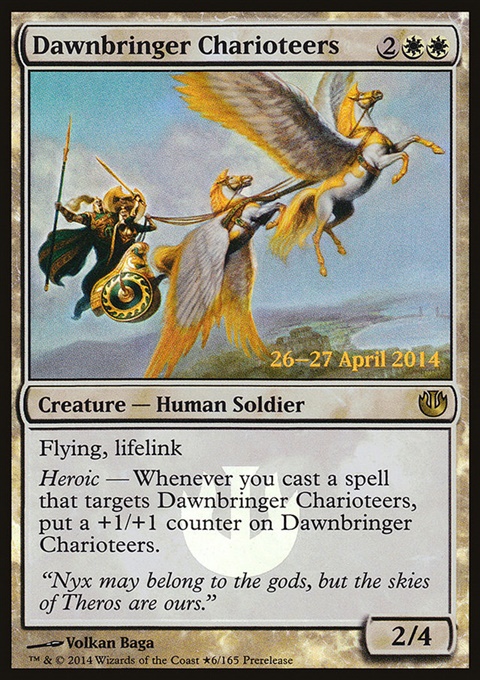 Dawnbringer Charioteers 2
26–27 April 2014
Creature — Human Soldier
Flying, lifelink
Heroic — Whenever you cast a spell
that targets Dawnbringer Charioteers,
put a +1/+1 counter on Dawnbringer
Charioteers.
“Nyx may belong to the gods, but the skies
of Theros are ours.”
2/4
Volkan Baga
™ & © 2014 Wizards of the Coast ★6/165 Prerelease